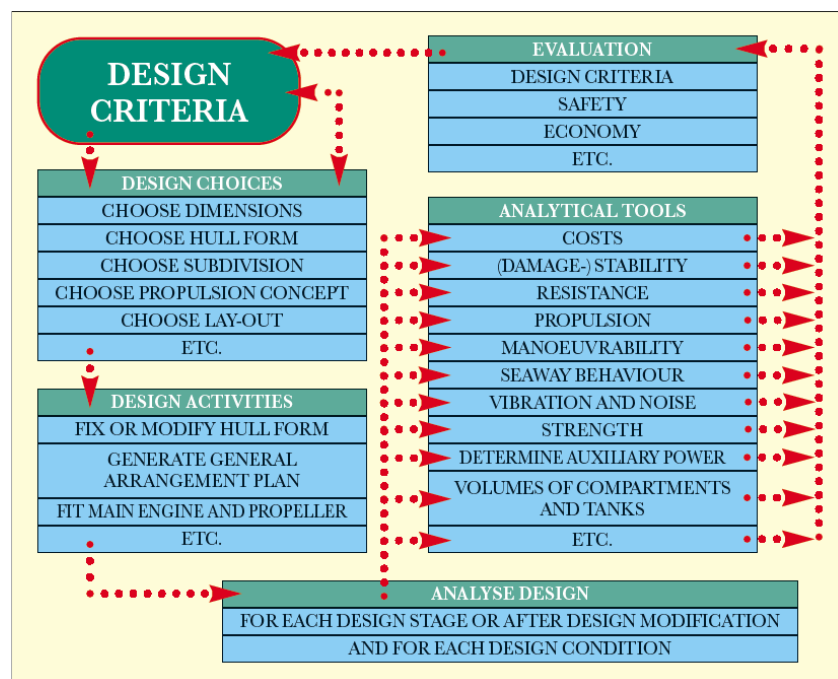 DESIGN
CRITERIA
EVALUATION
DESIGN CRITERIA
SAFETY
ECONOMY
ETC.
DESIGN CHOICES
CHOOSE DIMENSIONS
CHOOSE HULL FORM
CHOOSE SUBDIVISION
CHOOSE PROPULSION CONCEPT
CHOOSE LAY-OUT
ETC.
DESIGN ACTIVITIES
FIX OR MODIFY HULL FORM
GENERATE GENERAL
ARRANGEMENT PLAN
FIT MAIN ENGINE AND PROPELLER
ETC.
ANALYTICAL TOOLS
COSTS
(DAMAGE-) STABILITY
RESISTANCE
PROPULSION
MANOEUVRABILITY
SEAWAY BEHAVIOUR
VIBRATION AND NOISE
STRENGTH
DETERMINE AUXILIARY POWER
VOLUMES OF COMPARTMENTS
AND TANKS
ETC.
ANALYSE DESIGN
FOR EACH DESIGN STAGE OR AFTER DESIGN MODIFICATION
AND FOR EACH DESIGN CONDITION